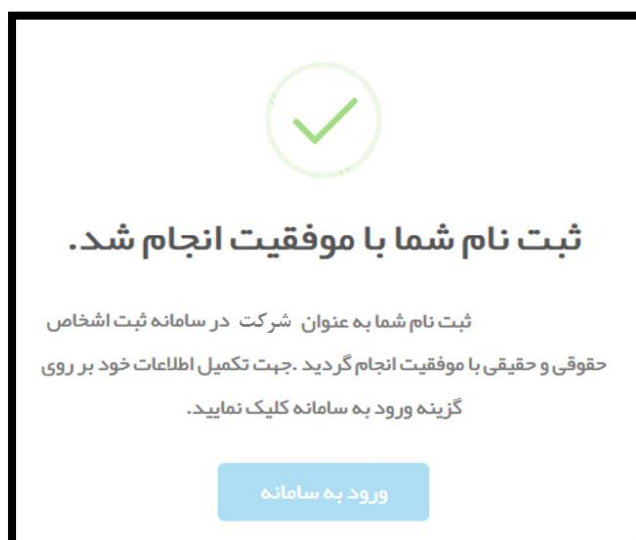 ثبت نام شما با موفقیت انجام شد.
ثبت نام شما به عنوان شرکت در سامانه ثبت اشخاص
حقوقی و حقیقی با موفقیت انجام گردید .جهت تکمیل اطلاعات خود بر روی
گزینه ورود به سامانه کلیک نمایید.
ورود به سامانه